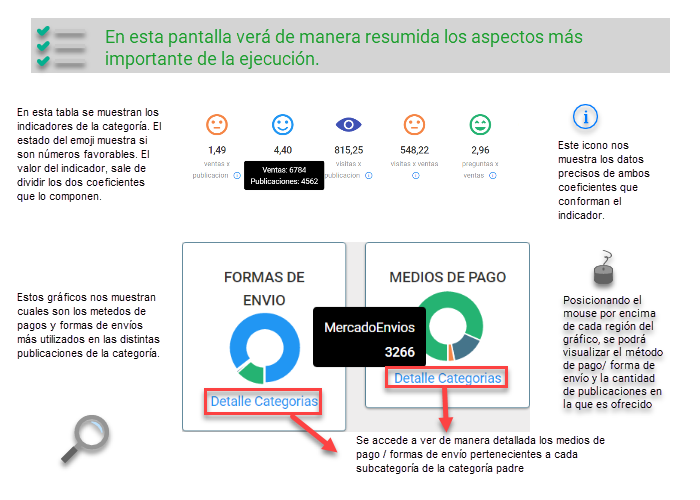 En esta pantalla verá de manera resumida los aspectos más
importante de la ejecución.
En esta tabla se muestran los
indicadores de la categoría. El
estado del emoji muestra si
son números favorables. El
valor del indicador, sale de
dividir los dos coeficientes
que lo componen.
1,49
ventas x
publicacion
4,40
Ventas: 6784
Publicaciones: 4562
815,25
visitas x
publicacion
548,22
visitas x ventas
2,96
preguntas x
ventas
Este icono nos
muestra los datos
precisos de ambos
coeficientes que
conforman el
indicador.
Estos gráficos nos muestran
cuales son los metedos de
pagos y formas de envíos
más utilizados en las distintas
publicaciones de la categoría.
FORMAS DE
ENVIO
Detalle Categorias
MEDIOS DE PAGO
MercadoEnvios
3266
Detalle Categorias
Posicionando el
mouse por encima
de cada región del
gráfico, se podrá
visualizar el método
de pago/ forma de
envío y la cantidad
de publicaciones en
la que es ofrecido
Se accede a ver de manera detallada los medios de
pago / formas de envío pertenecientes a cada
subcategoría de la categoría padre